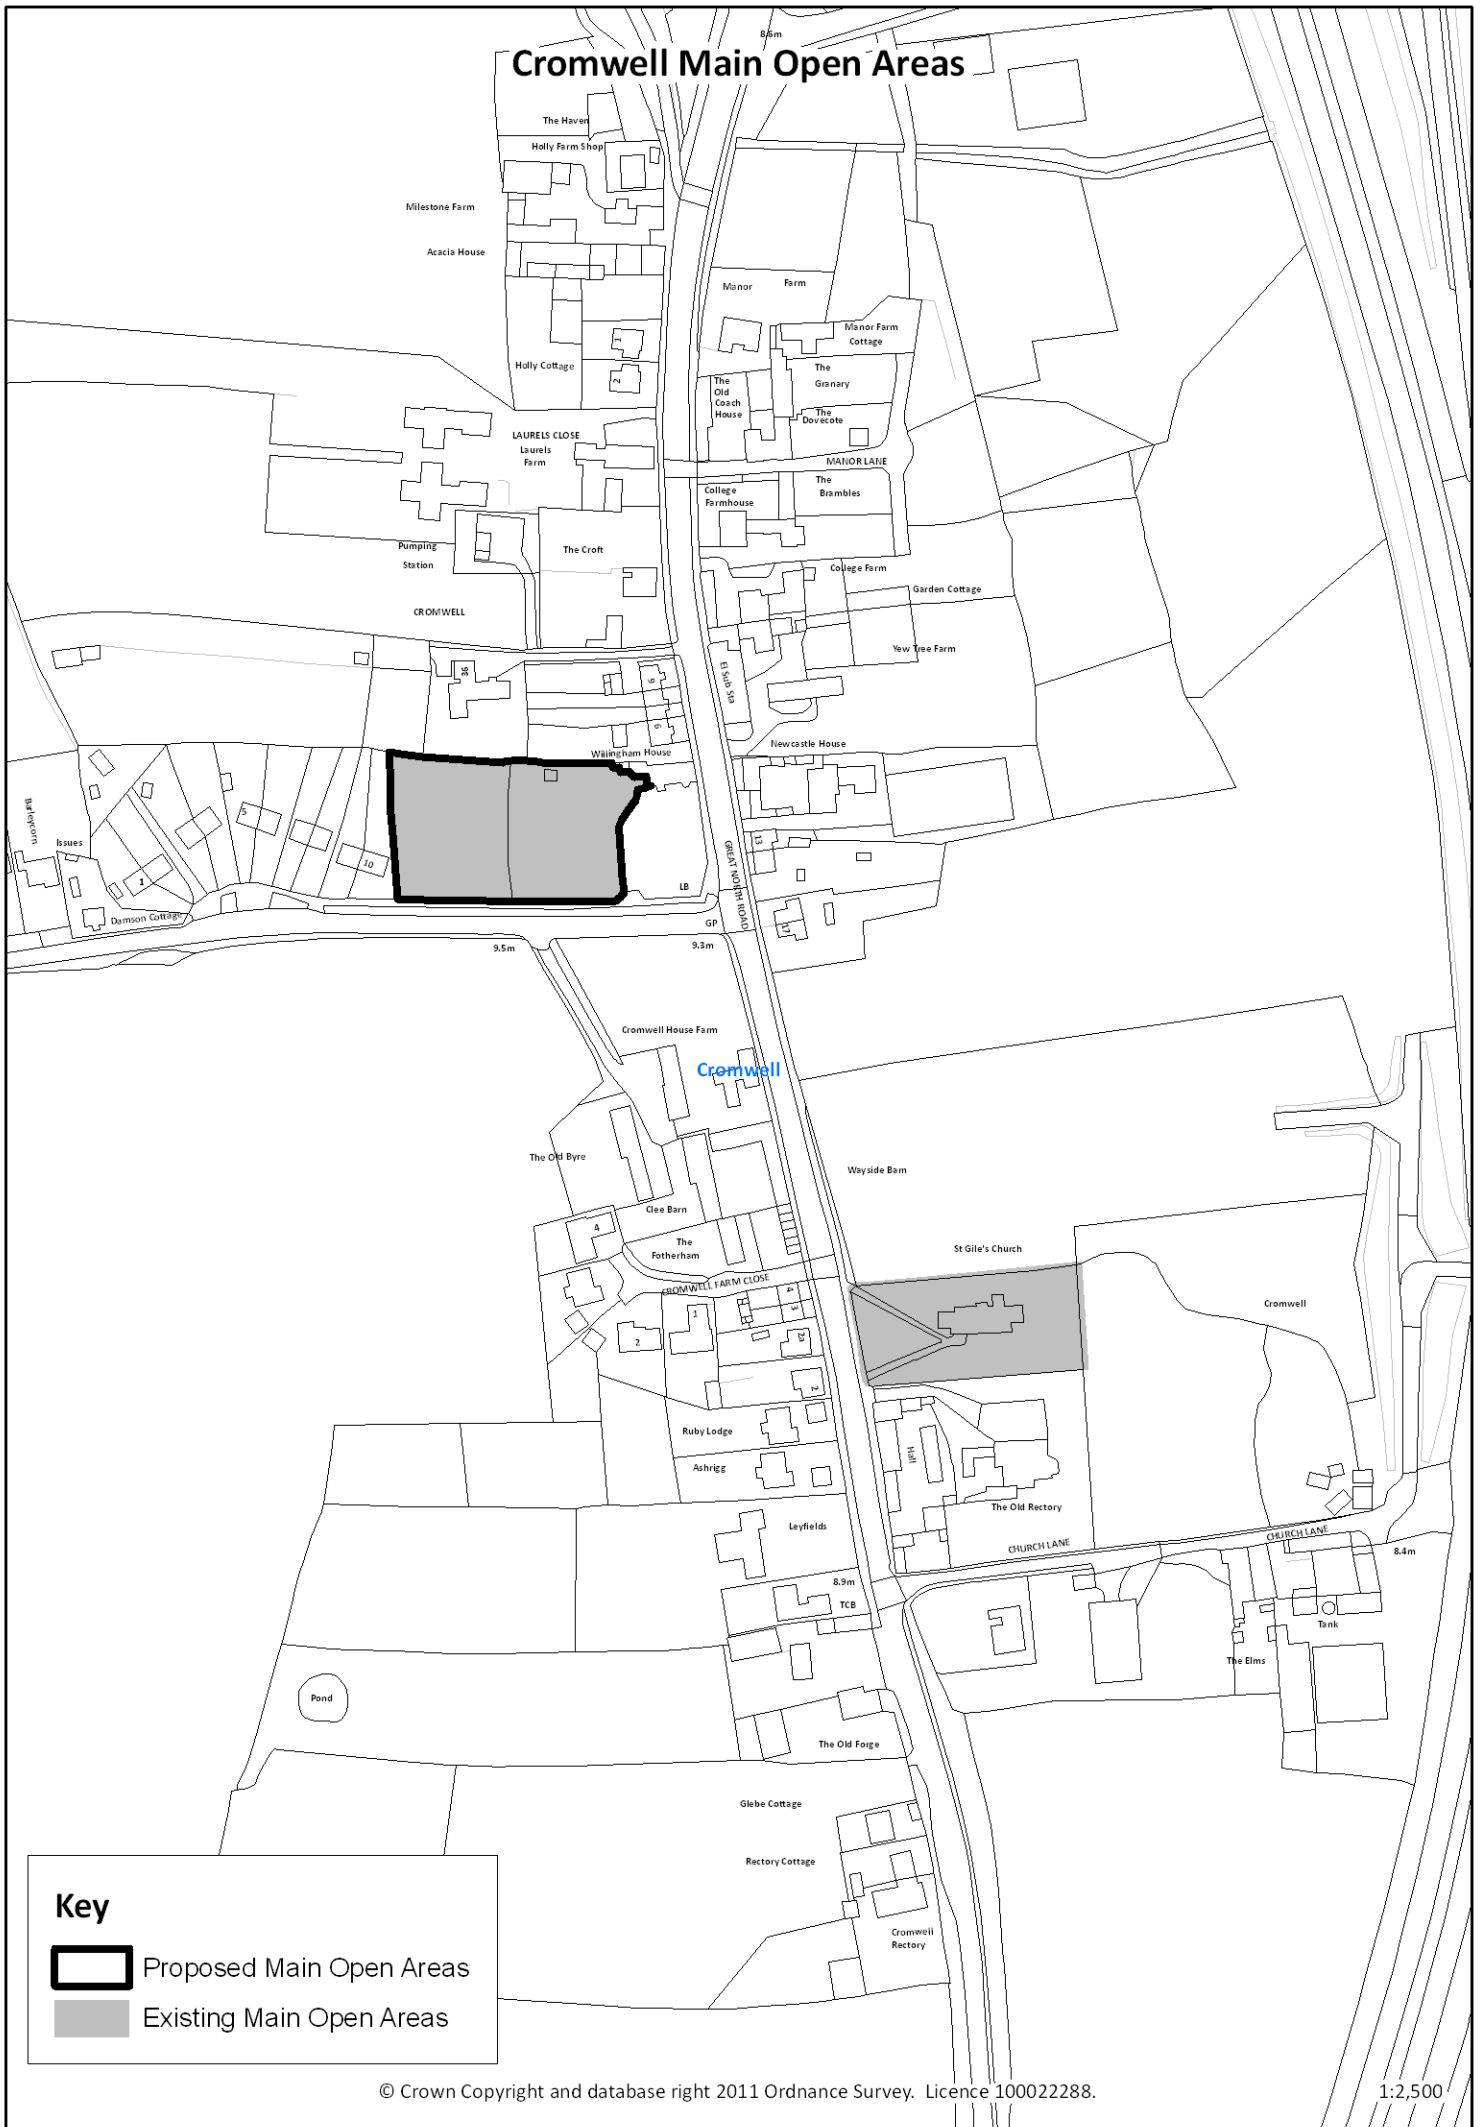 8.6m
Cromwell Main Open Areas
The Haven
Holly Farm Shop
Milestone Farm
Acacia House
Manor Farm
Manor Farm
Cottage
1
Holly Cottage
2
The
Granary
The
Old
Coach
House
The
Dovecote
LAURELS CLOSE
Laurels
Farm
MANOR LANE
College
Farmhouse
The
Brambles
Pumping
Station
The Croft
College Farm
Garden Cottage
CROMWELL
Yew Tree Farm
El Sub Sta
9
6
Willingham House
Newcastle House
Barleycorn
Issues
5
10
1
Damson Cottage
13
GREAT NORTH ROAD
LB
GP
17
9.5m
9.3m
Cromwell House Farm
Cromwell
The Old Byre
Wayside Barn
Clee Barn
4
The
Fotherham
St Gile's Church
CROMWELL FARM CLOSE
Cromwell
4
3
1
2
2a
2
Ruby Lodge
Ashrigg
Hall
The Old Rectory
Leyfields
CHURCH LANE
CHURCH LANE
8.4m
8.9m
TCB
Tank
The Elms
Pond
The Old Forge
Glebe Cottage
Rectory Cottage
Cromwell
Rectory
Key
Proposed Main Open Areas
Existing Main Open Areas
© Crown Copyright and database right 2011 Ordnance Survey. Licence 100022288.
1:2,500